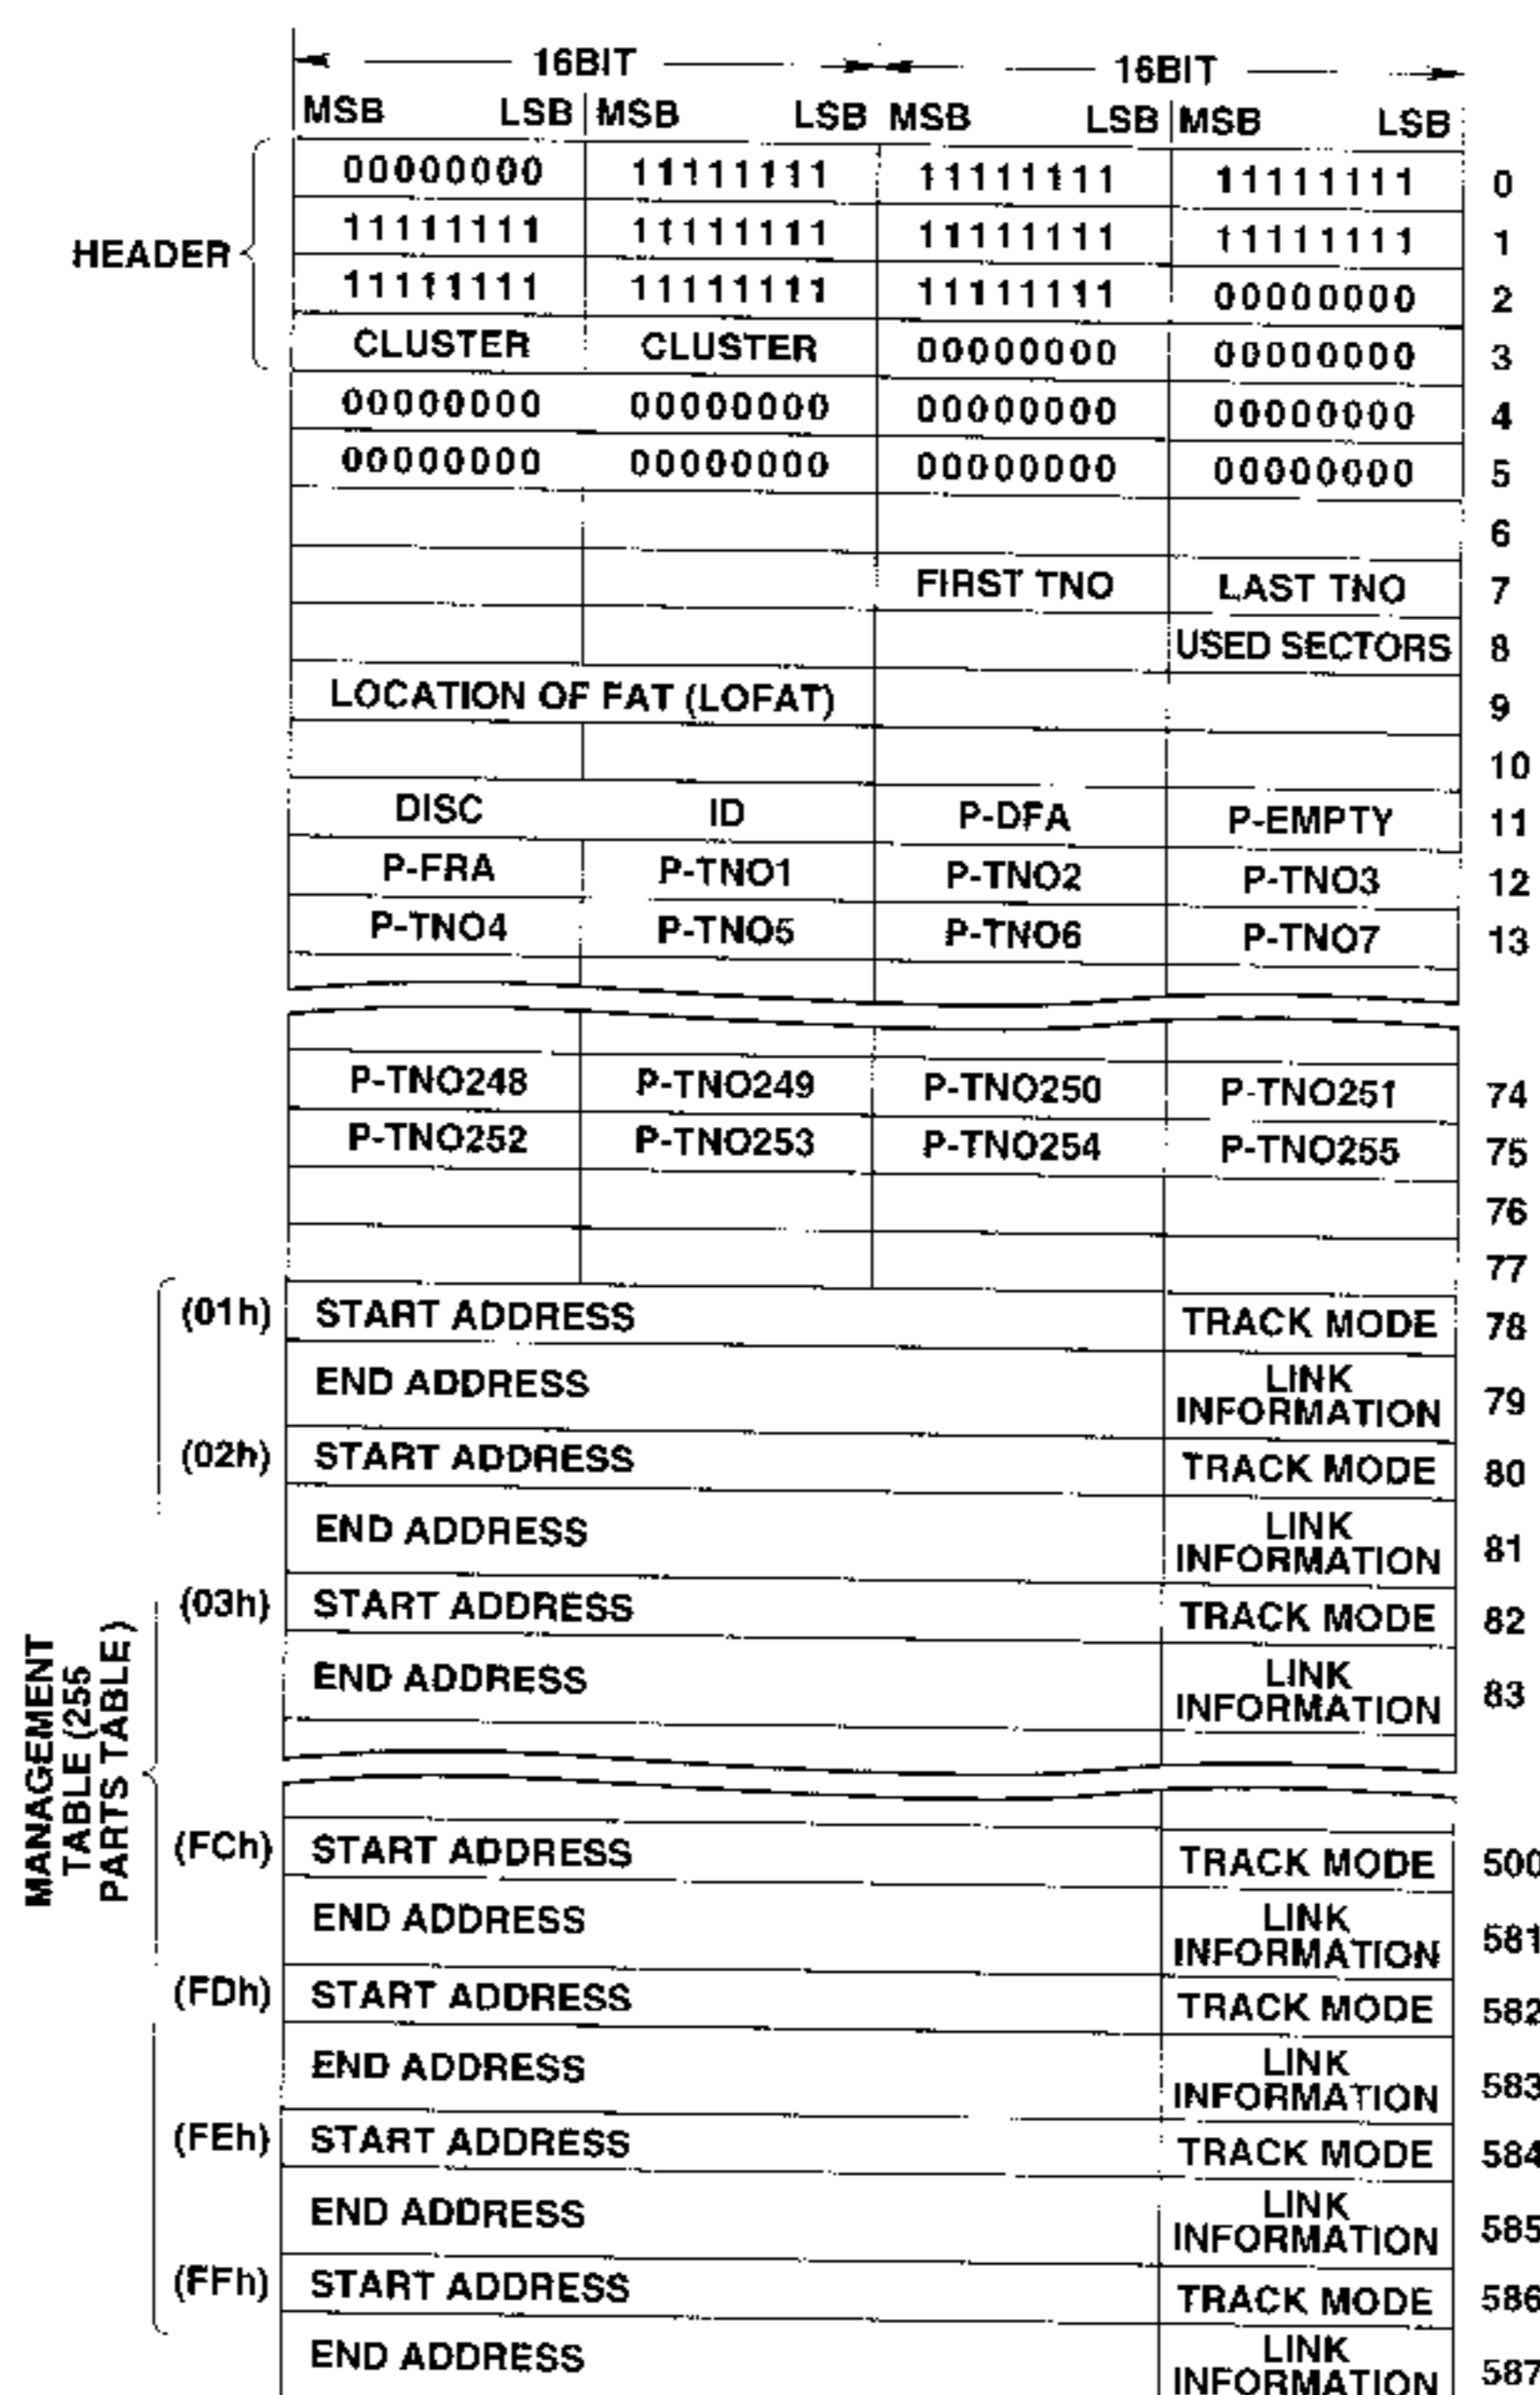 16BIT 16BIT
MSB LSB MSB LSB MSB LSB MSB LSB
00000000 11111111 11111111 11111111 0
HEADER 11111111 11111111 11111111 11111111 1
11111111 11111111 11111111 00000000 2
CLUSTER CLUSTER 00000000 00000000 3
00000000 00000000 00000000 00000000 4
00000000 00000000 00000000 00000000 5
6
FIRST TNO LAST TNO 7
USED SECTORS 8
LOCATION OF FAT (LOFAT) 9
10
DISC ID P-DFA P-EMPTY 11
P-FRA P-TNO1 P-TNO2 P-TNO3 12
P-TNO4 P-TNO5 P-TNO6 P-TNO7 13
P-TNO248 P-TNO249 P-TNO250 P-TNO251 74
P-TNO252 P-TNO253 P-TNO254 P-TNO255 75
76
77
MANAGEMENT
TABLE (255
PARTS TABLE)
(01h) START ADDRESS TRACK MODE 78
END ADDRESS LINK
INFORMATION 79
(02h) START ADDRESS TRACK MODE 80
END ADDRESS LINK
INFORMATION 81
(03h) START ADDRESS TRACK MODE 82
END ADDRESS LINK
INFORMATION 83
(FCh) START ADDRESS TRACK MODE 500
END ADDRESS LINK
INFORMATION 581
(FDh) START ADDRESS TRACK MODE 582
END ADDRESS LINK
INFORMATION 583
(FEh) START ADDRESS TRACK MODE 584
END ADDRESS LINK
INFORMATION 585
(FFh) START ADDRESS TRACK MODE 586
END ADDRESS LINK
INFORMATION 587